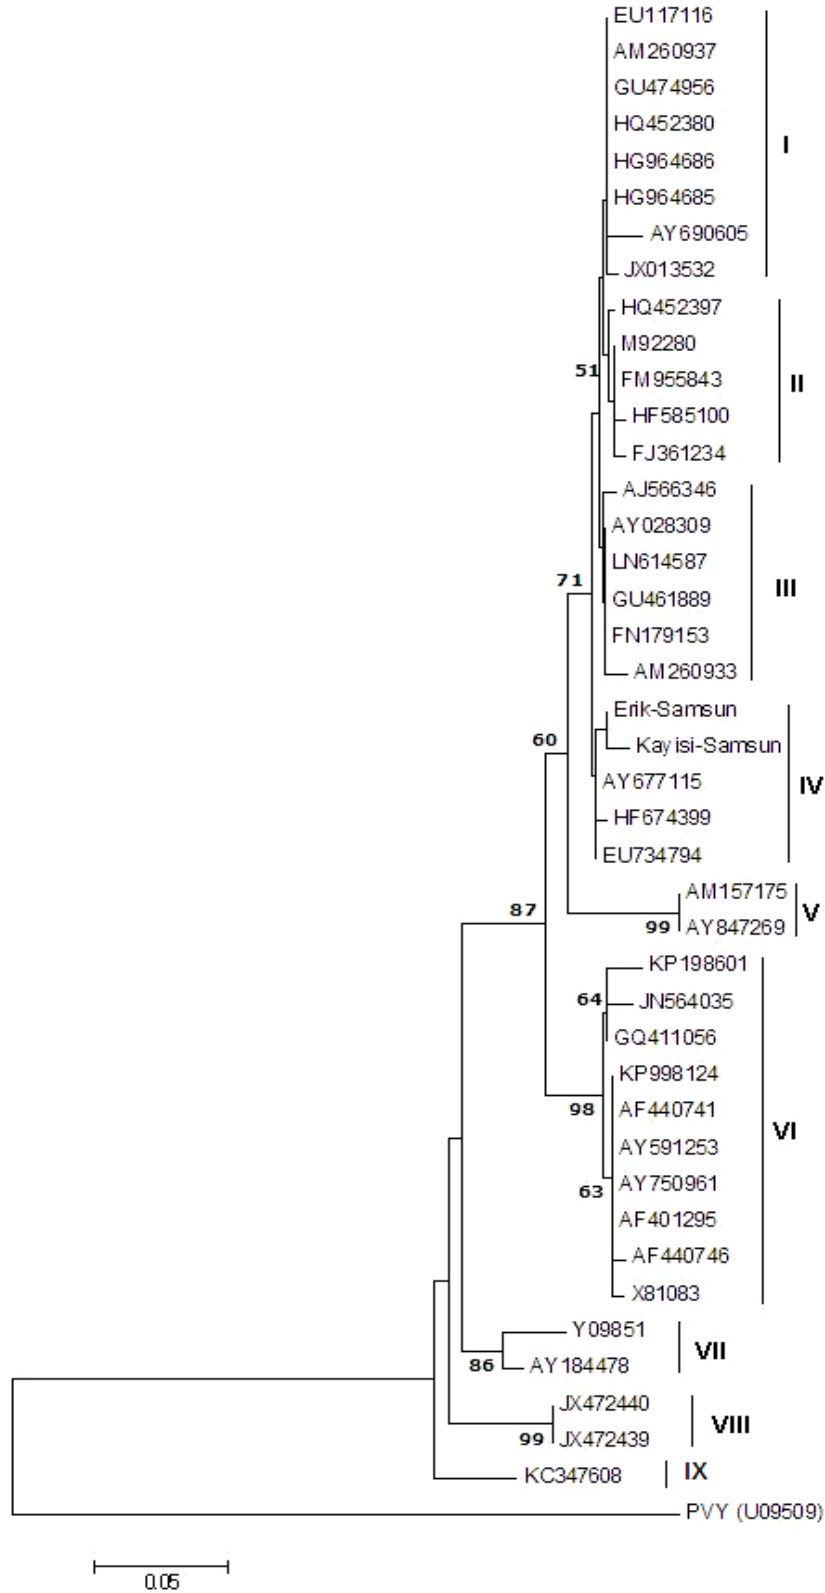 EU117116
AM260937
GU474956
HQ452380
HG964686
HG964685
AY690605
JX013532
I
HQ452397
M92280
FM955843
HF585100
FJ361234
II
51
AJ566346
AY028309
LN614587
GU461889
FN179153
AM260933
III
71
Erik-Samsun
Kayisi-Samsun
AY677115
HF674399
EU734794
IV
60
AM157175
AY847269
V
99
87
KP198601
JN564035
GQ411056
KP998124
AF440741
AY591253
AY750961
AF401295
AF440746
X81083
VI
64
98
63
Y09851
AY184478
VII
86
JX472440
JX472439
VIII
99
KC347608
IX
PVY (U09509)
0.05